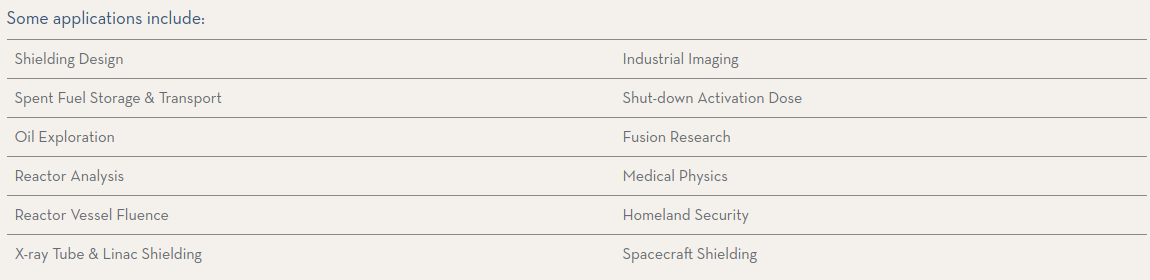 Some applications include:
Shielding Design Industrial Imaging
Spent Fuel Storage & Transport Shut-down Activation Dose
Oil Exploration Fusion Research
Reactor Analysis Medical Physics
Reactor Vessel Fluence Homeland Security
X-ray Tube & Linac Shielding Spacecraft Shielding